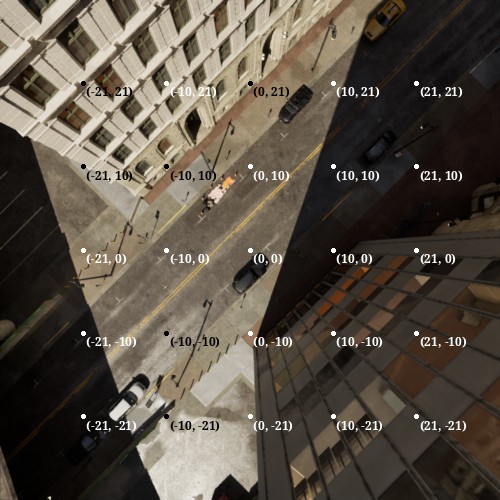 (-21, 21) (-10, 21) (0, 21) (10, 21) (21, 21)
(-21, 10) (-10, 10) (0, 10) (10, 10) (21, 10)
(-21, 0) (-10, 0) (0, 0) (10, 0) (21, 0)
(-21, -10) (-10, -10) (0, -10) (10, -10) (21, -10)
(-21, -21) (-10, -21) (0, -21) (10, -21) (21, -21)